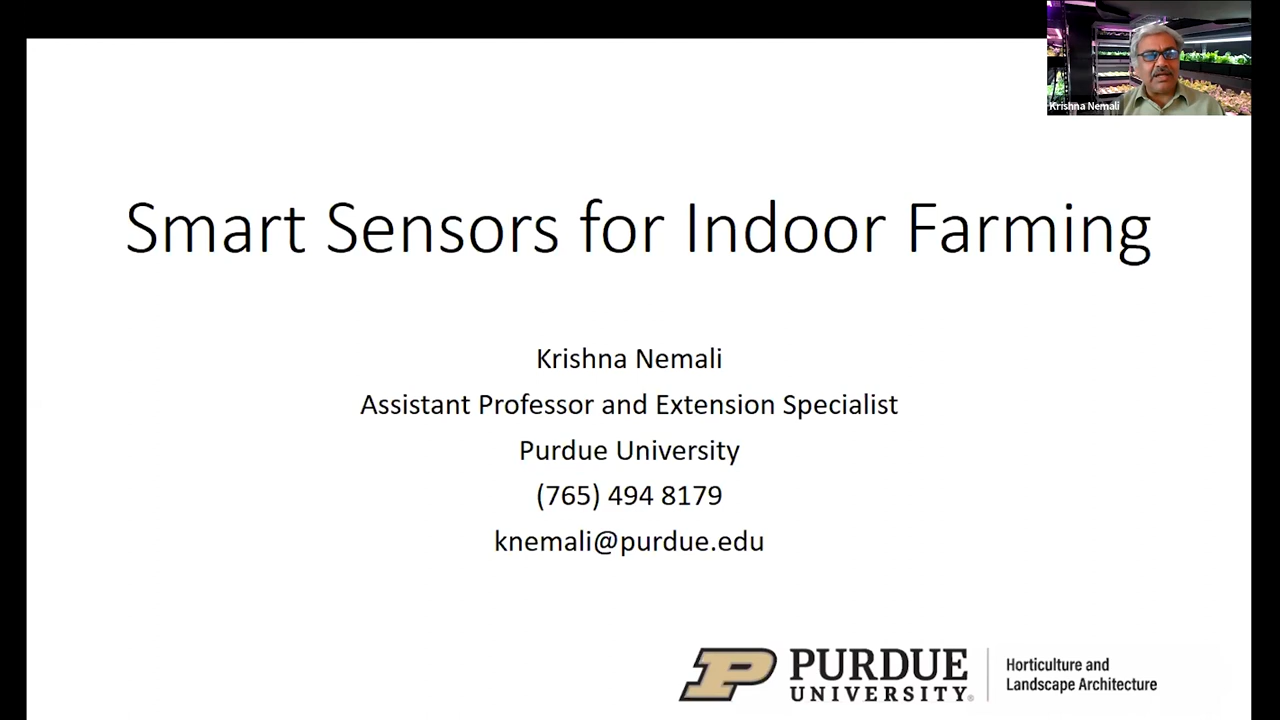 Krishna Nemali
Smart Sensors for Indoor Farming
Krishna Nemali
Assistant Professor and Extension Specialist
Purdue University
(765) 494 8179
knemali@purdue.edu
PURDUE
UNIVERSITY®
Horticulture and
Landscape Architecture